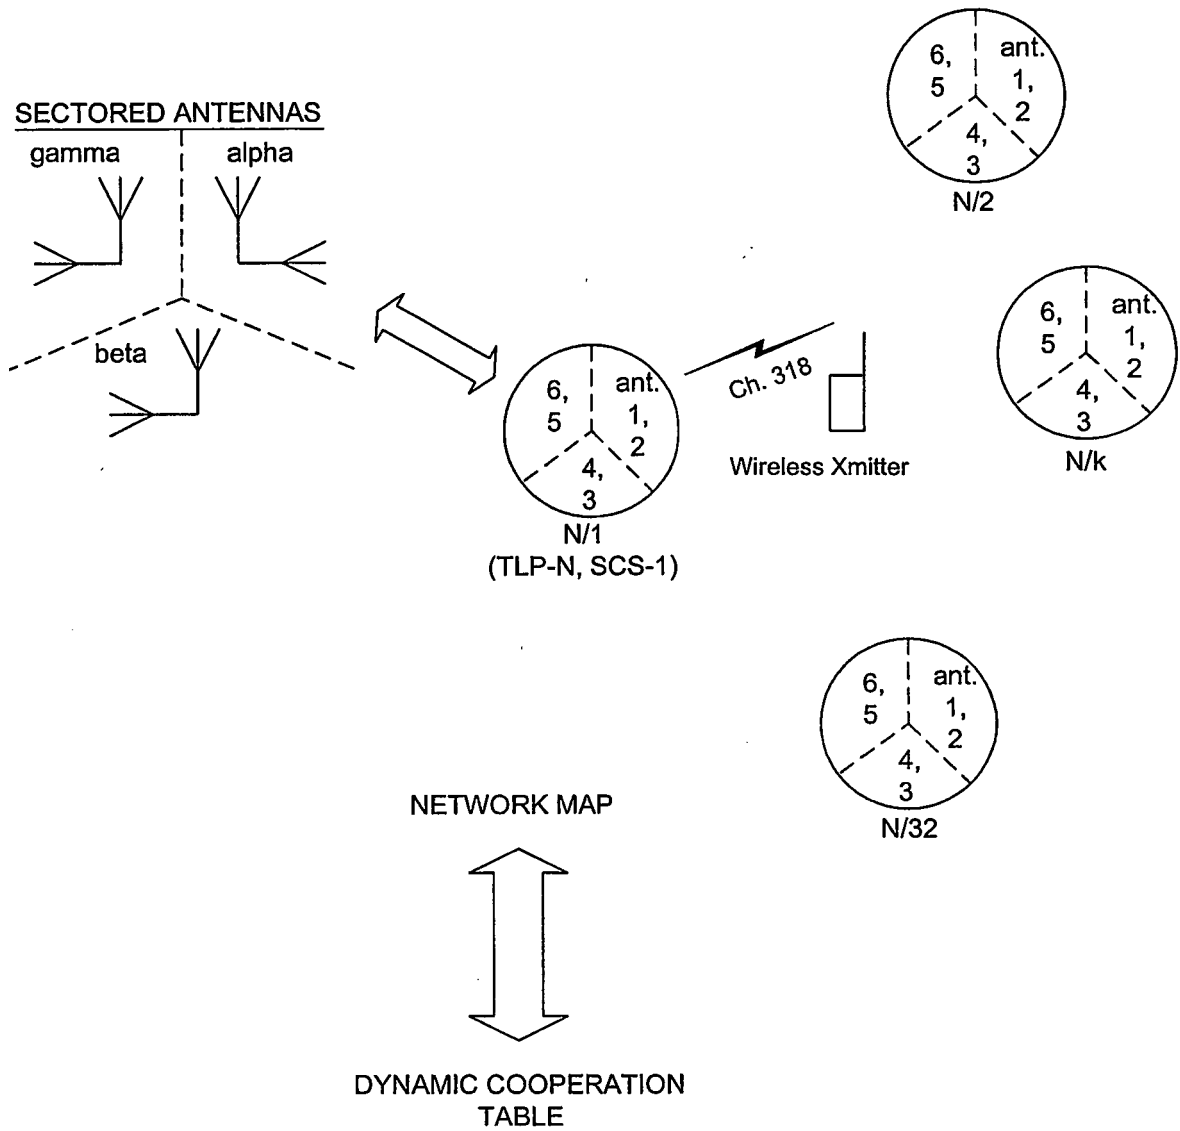 SECTORED ANTENNAS
gamma
alpha
beta
6,
5
ant.
1,
2
4,
3
N/2
6,
5
ant.
1,
2
4,
3
N/k
6,
5
ant.
1,
2
4,
3
N/1
(TLP-N, SCS-1)
Ch. 318
Wireless Xmitter
6,
5
ant.
1,
2
4,
3
N/32
NETWORK MAP
DYNAMIC COOPERATION
TABLE